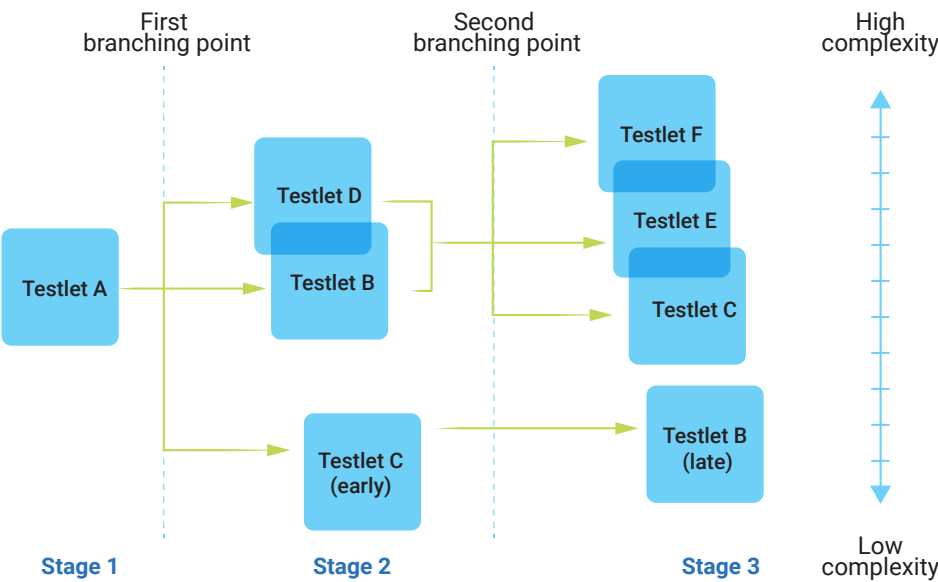 First
branching point
Second
branching point
High
complexity
Testlet F
Testlet D
Testlet E
Testlet A
Testlet B
Testlet C
Testlet C
(early)
Testlet B
(late)
Low
complexity
Stage 1
Stage 2
Stage 3